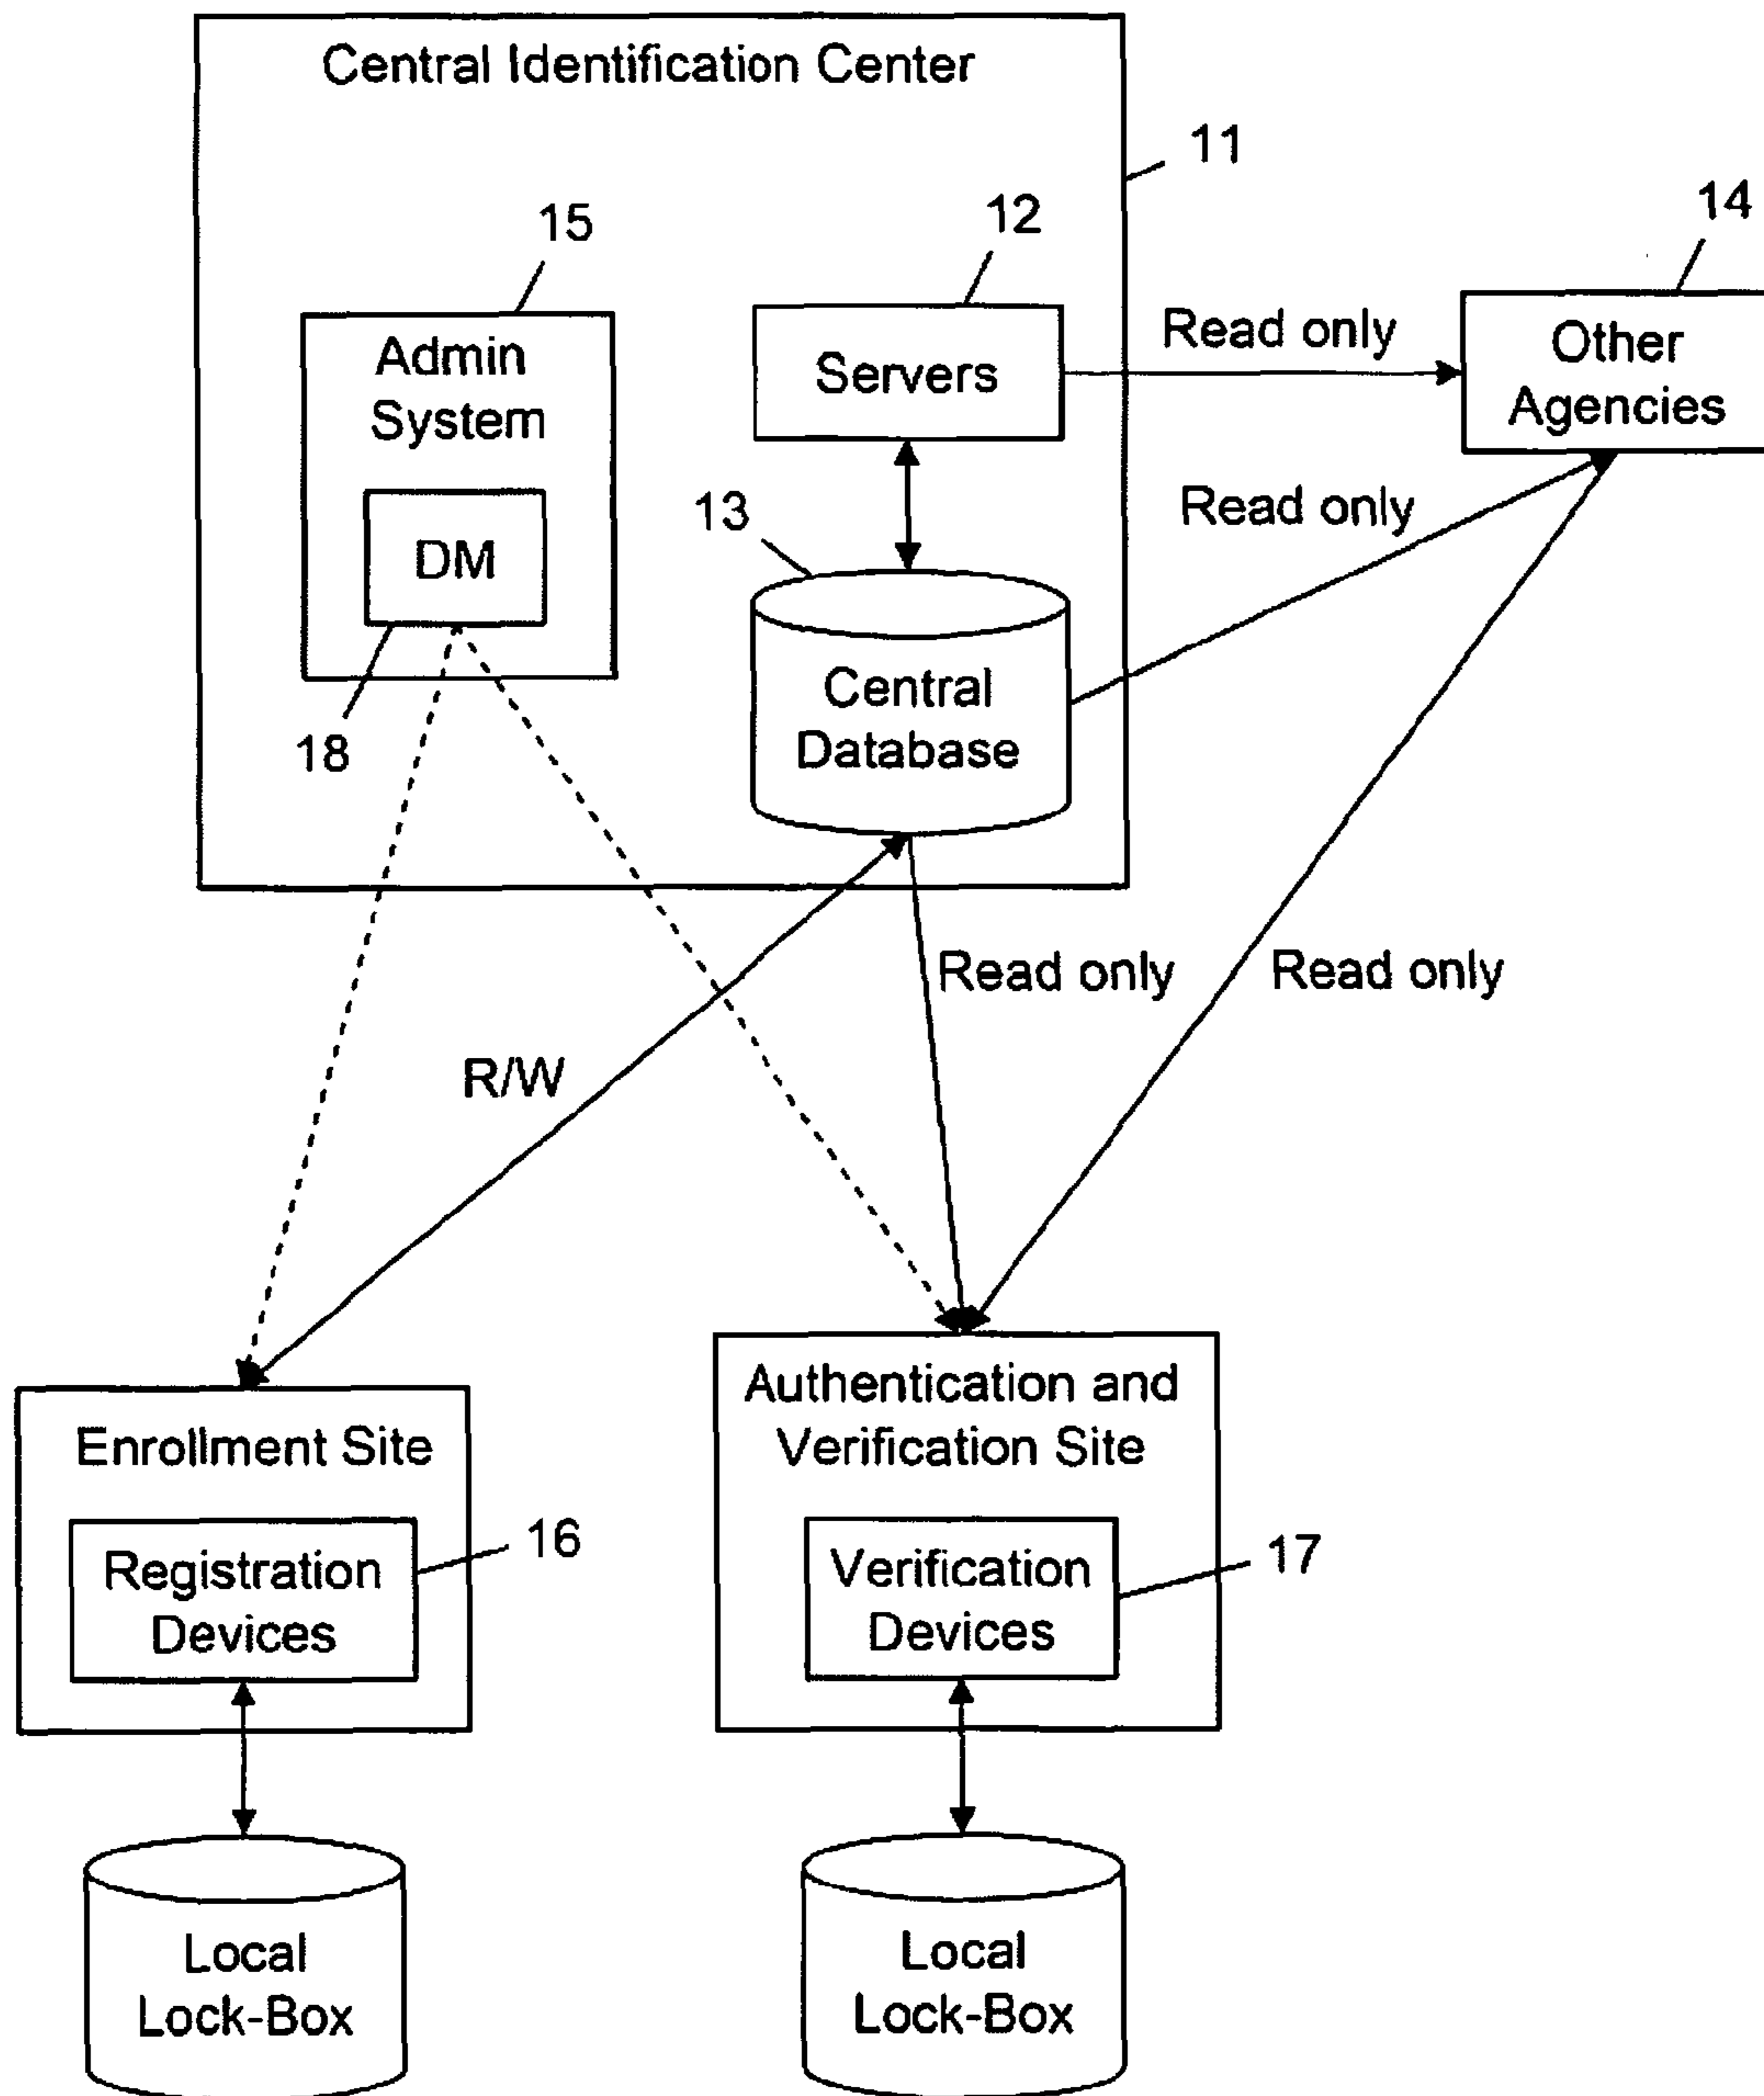 Central Identification Center
11
15
12
14
Admin
System
Servers
Read only
Other
Agencies
DM
13
Read only
18
Central
Database
Read only
Read only
R/W
Enrollment Site
Authentication and
Verification Site
Registration
Devices
16
Verification
Devices
17
Local
Lock-Box
Local
Lock-Box